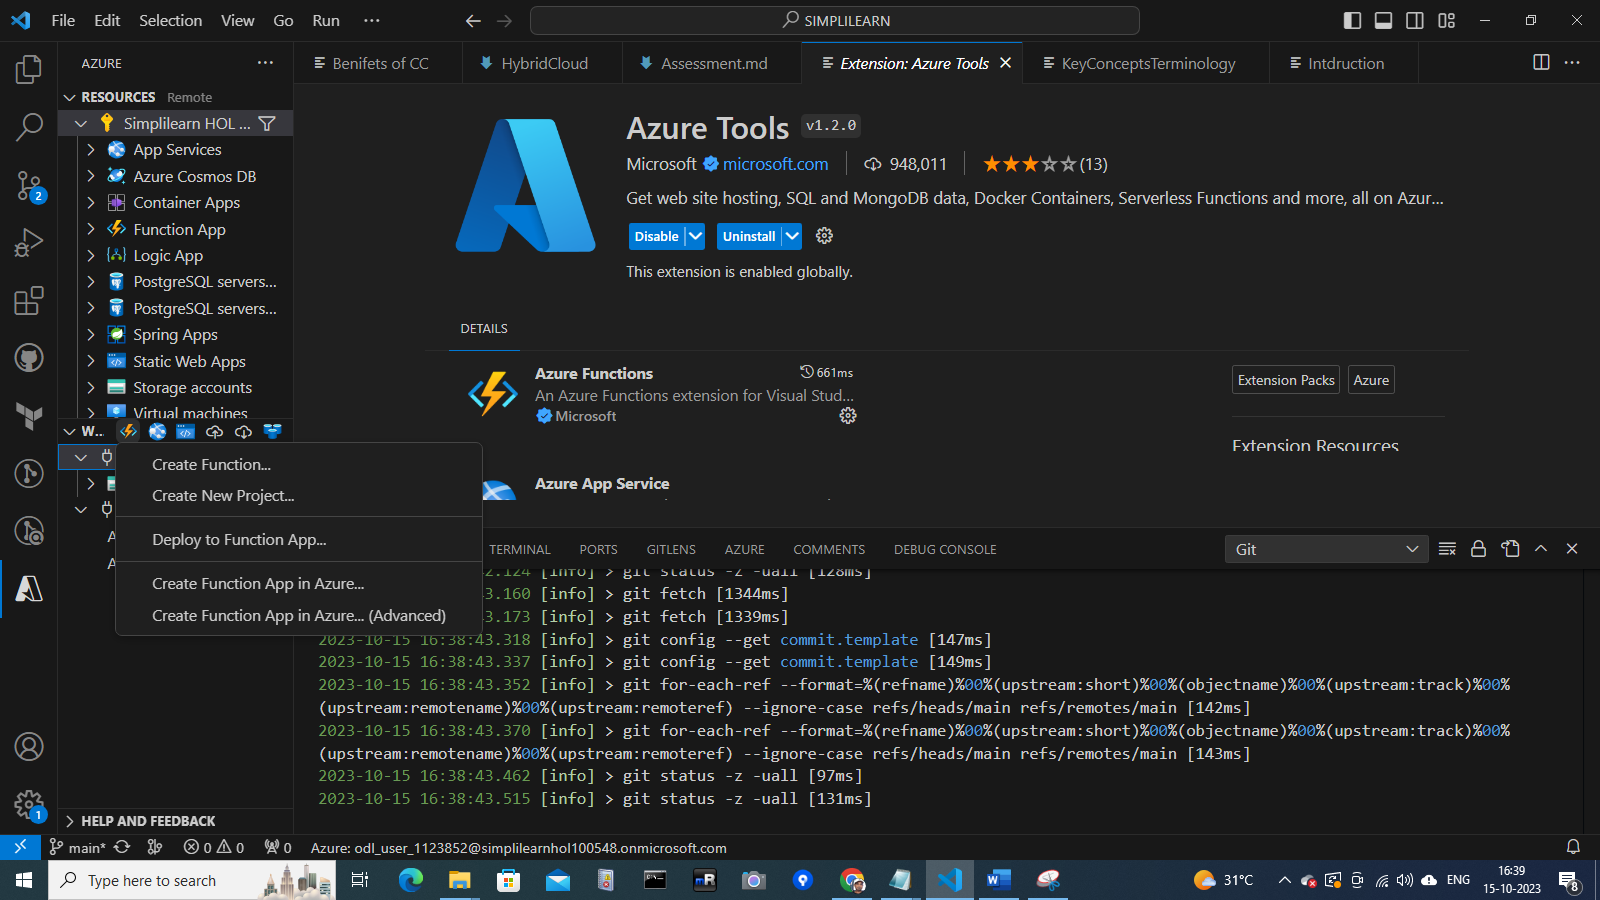 File Edit Selection View Go Run ···
SIMPLILEARN
AZURE ···
RESOURCES Remote
Simplilearn HOL ...
App Services
Azure Cosmos DB
Container Apps
Function App
Logic App
PostgreSQL servers...
PostgreSQL servers...
Spring Apps
Static Web Apps
Storage accounts
Virtual machines
W...
Create Function...
Create New Project...
Deploy to Function App...
Create Function App in Azure...
Create Function App in Azure... (Advanced)
HELP AND FEEDBACK
Benifets of CC
HybridCloud
Assessment.md
Extension: Azure Tools
KeyConceptsTerminology
Intdruction
Azure Tools v1.2.0
Microsoft microsoft.com 948,011 (13)
Get web site hosting, SQL and MongoDB data, Docker Containers, Serverless Functions and more, all on Azur...
Disable Uninstall
This extension is enabled globally.
DETAILS
Azure Functions 661ms
An Azure Functions extension for Visual Stud...
Microsoft
Azure App Service
Extension Packs Azure
Extension Resources
TERMINAL PORTS GITLENS AZURE COMMENTS DEBUG CONSOLE
Git
2.124 [info] > git status -z -uall [128ms]
3.160 [info] > git fetch [1344ms]
3.173 [info] > git fetch [1339ms]
2023-10-15 16:38:43.318 [info] > git config --get commit.template [147ms]
2023-10-15 16:38:43.337 [info] > git config --get commit.template [149ms]
2023-10-15 16:38:43.352 [info] > git for-each-ref --format=%(refname)%00%(upstream:short)%00%(objectname)%00%(upstream:track)%00%
(upstream:remotename)%00%(upstream:remoteref) --ignore-case refs/heads/main refs/remotes/main [142ms]
2023-10-15 16:38:43.370 [info] > git for-each-ref --format=%(refname)%00%(upstream:short)%00%(objectname)%00%(upstream:track)%00%
(upstream:remotename)%00%(upstream:remoteref) --ignore-case refs/heads/main refs/remotes/main [143ms]
2023-10-15 16:38:43.462 [info] > git status -z -uall [97ms]
2023-10-15 16:38:43.515 [info] > git status -z -uall [131ms]
2
1
main* 0 0 0 Azure: odl_user_1123852@simplilearnhol100548.onmicrosoft.com
Type here to search
31°C
ENG
16:39
15-10-2023
8